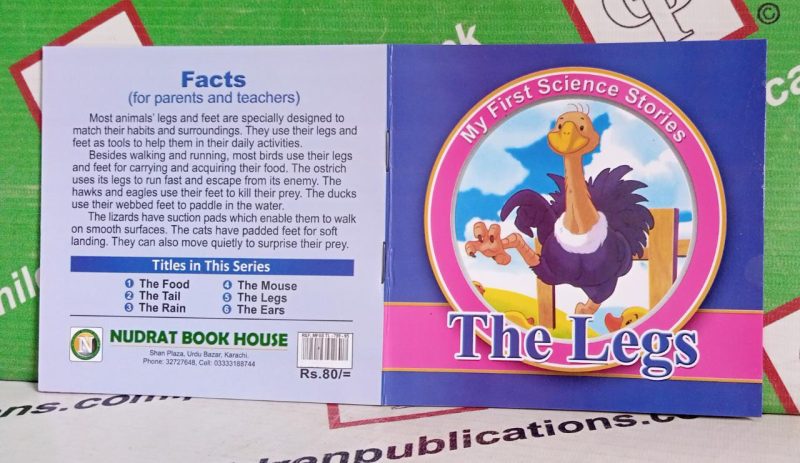 Facts
(for parents and teachers)
Most animals' legs and feet are specially designed to
match their habits and surroundings. They use their legs and
feet as tools to help them in their daily activities.
Besides walking and running, most birds use their legs
and feet for carrying and acquiring their food. The ostrich
uses its legs to run fast and escape from its enemy. The
hawks and eagles use their feet to kill their prey. The ducks
use their webbed feet to paddle in the water.
The lizards have suction pads which enable them to walk
on smooth surfaces. The cats have padded feet for soft
landing. They can also move quietly to surprise their prey.
Titles in This Series
1 The Food
2 The Tail
3 The Rain
4 The Mouse
5 The Legs
6 The Ears
N
NUDRAT BOOK HOUSE
Shan Plaza, Urdu Bazar, Karachi.
Phone: 32727648, Cell: 03333188744
Rs.80/=
My First Science Stories
The Legs
©
ons.com
publications.com